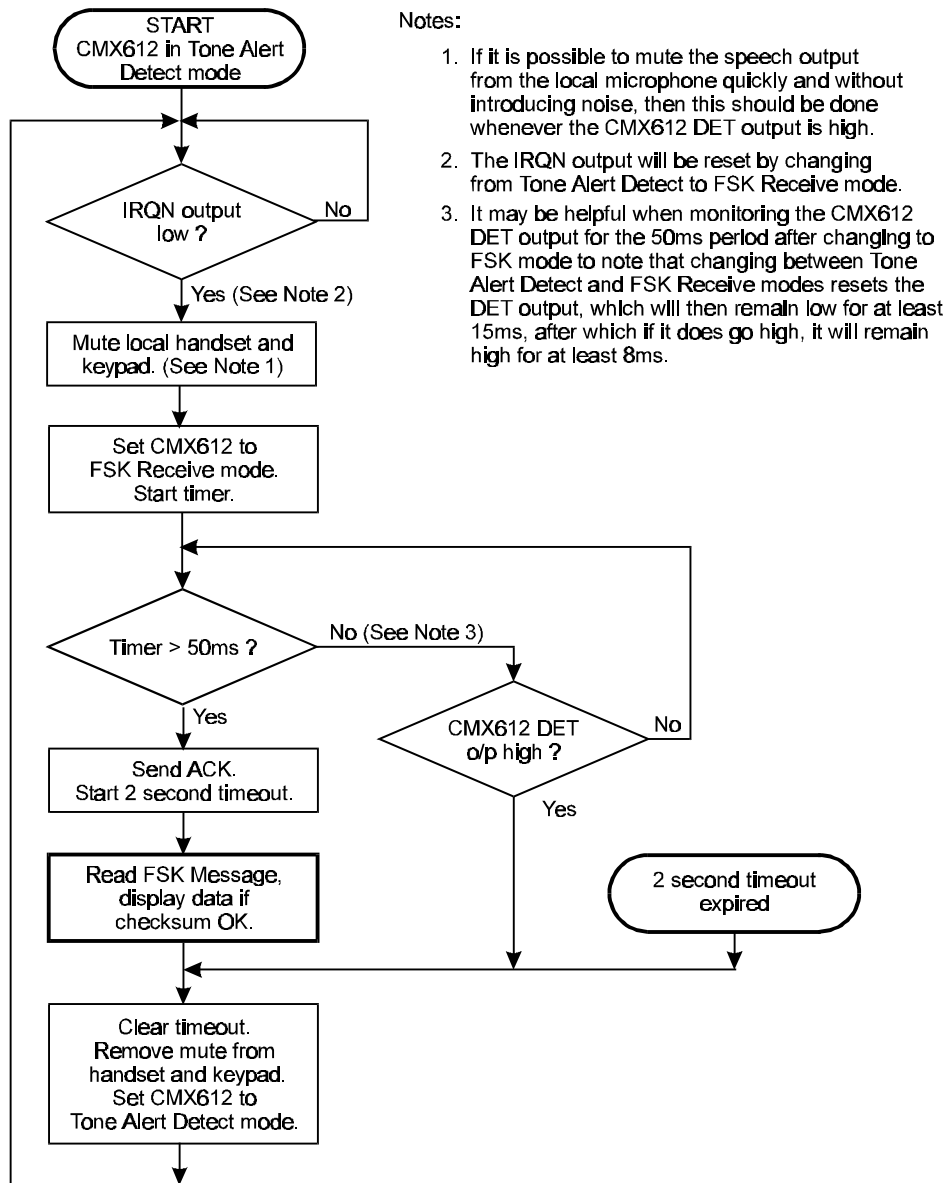 START
CMX612 in Tone Alert
Detect mode
Notes:
1. If it is possible to mute the speech output
from the local microphone quickly and without
introducing noise, then this should be done
whenever the CMX612 DET output is high.
2. The IRQN output will be reset by changing
from Tone Alert Detect to FSK Receive mode.
3. It may be helpful when monitoring the CMX612
DET output for the 50ms period after changing to
FSK mode to note that changing between Tone
Alert Detect and FSK Receive modes resets the
DET output, which will then remain low for at least
15ms, after which if it does go high, it will remain
high for at least 8ms.
IRQN output
low ?
No
Yes (See Note 2)
Mute local handset and
keypad. (See Note 1)
Set CMX612 to
FSK Receive mode.
Start timer.
Timer > 50ms ?
No (See Note 3)
Yes
CMX612 DET
o/p high ?
No
Yes
Send ACK.
Start 2 second timeout.
Read FSK Message,
display data if
checksum OK.
2 second timeout
expired
Clear timeout.
Remove mute from
handset and keypad.
Set CMX612 to
Tone Alert Detect mode.